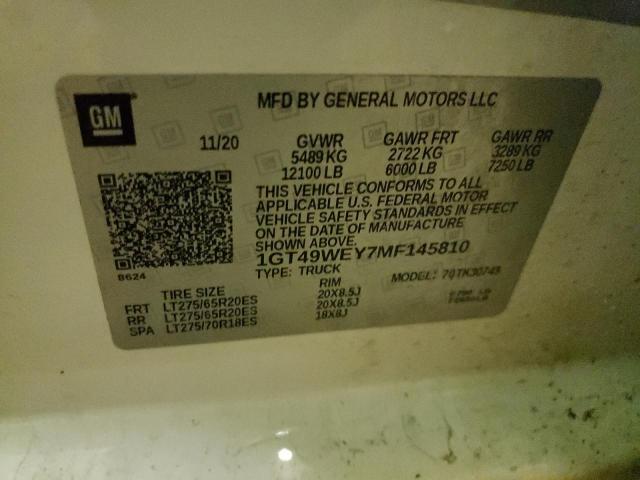 GM
MFD BY GENERAL MOTORS LLC
11/20 GVWR GAWR FRT GAWR RR
5489 KG 2722 KG 3289 KG
12100 LB 6000 LB 7250 LB
THIS VEHICLE CONFORMS TO ALL
APPLICABLE U.S. FEDERAL MOTOR
VEHICLE SAFETY STANDARDS IN EFFECT
ON THE DATE OF MANUFACTURE
SHOWN ABOVE.
1GT49WEY7MF145810
8624
TYPE: TRUCK MODEL:
TIRE SIZE RIM
FRT LT275/65R20ES 20X8.5J
RR LT275/65R20ES 20X8.5J
SPA LT275/70R18ES 18X8J